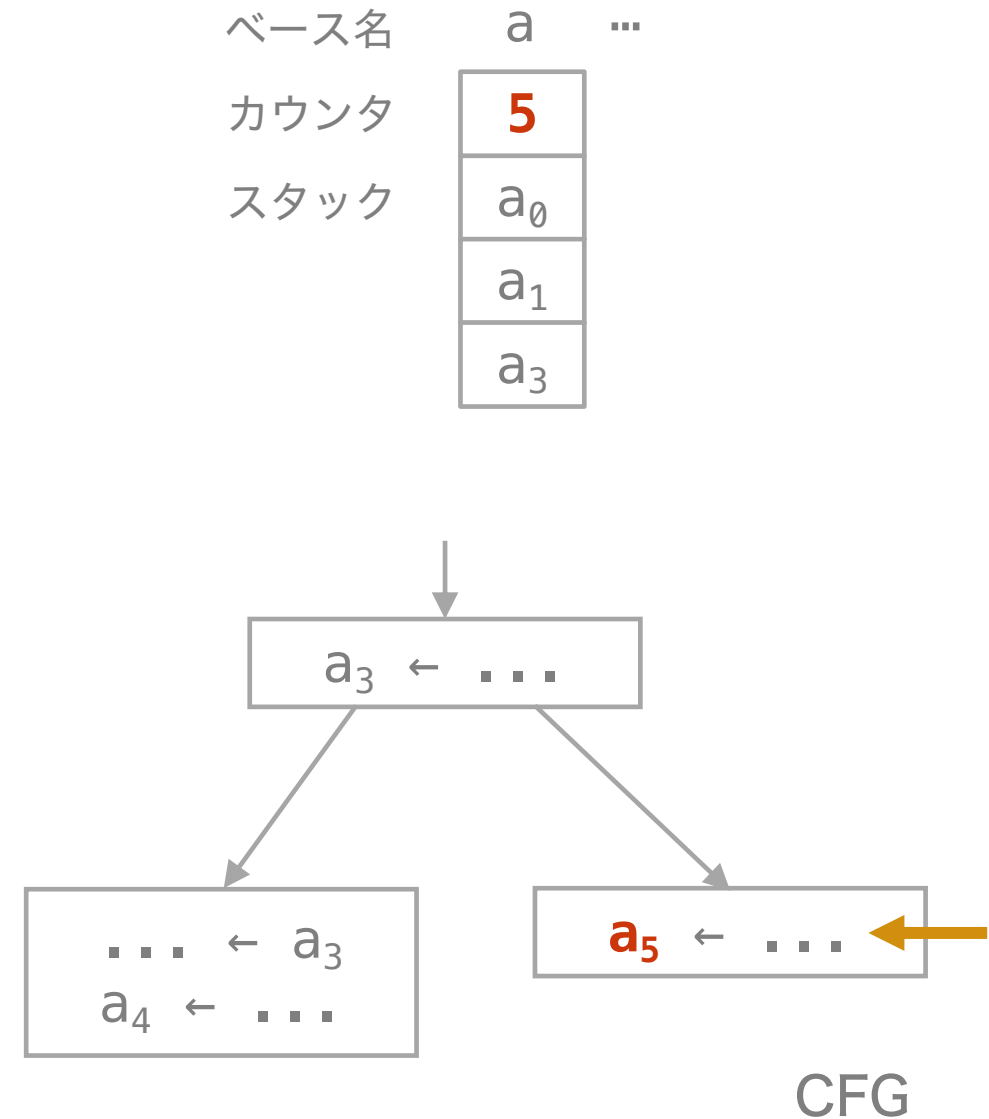 ベース名 a …
カウンタ 5
スタック a₀
a₁
a₃
a₃ ← ...
... ← a₃
a₄ ← ...
a₅ ← ...
CFG